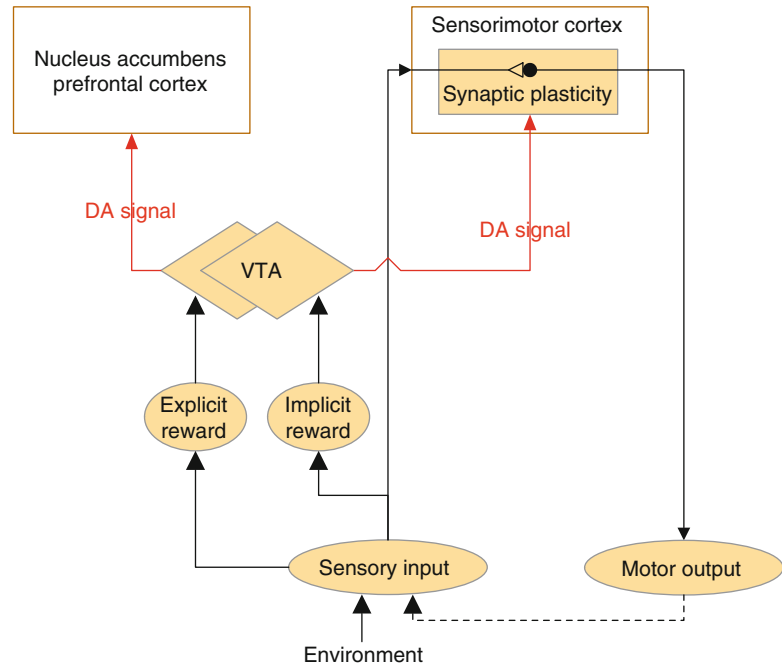 Nucleus accumbens
prefrontal cortex
Sensorimotor cortex
Synaptic plasticity
DA signal
DA signal
VTA
Explicit
reward
Implicit
reward
Sensory input
Motor output
Environment